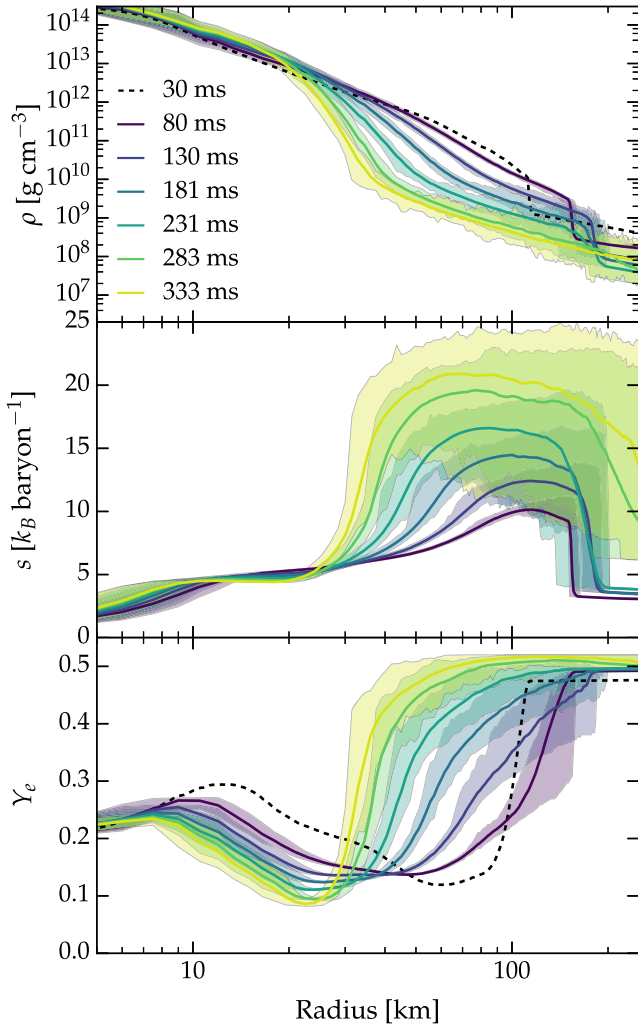 10¹⁴
10¹³
10¹²
10¹¹
10¹⁰
10⁹
10⁸
10⁷
ρ [g cm⁻³]
30 ms
80 ms
130 ms
181 ms
231 ms
283 ms
333 ms
25
20
15
10
5
0
s [k_B baryon⁻¹]
0.5
0.4
0.3
0.2
0.1
0.0
Y_e
10
100
Radius [km]